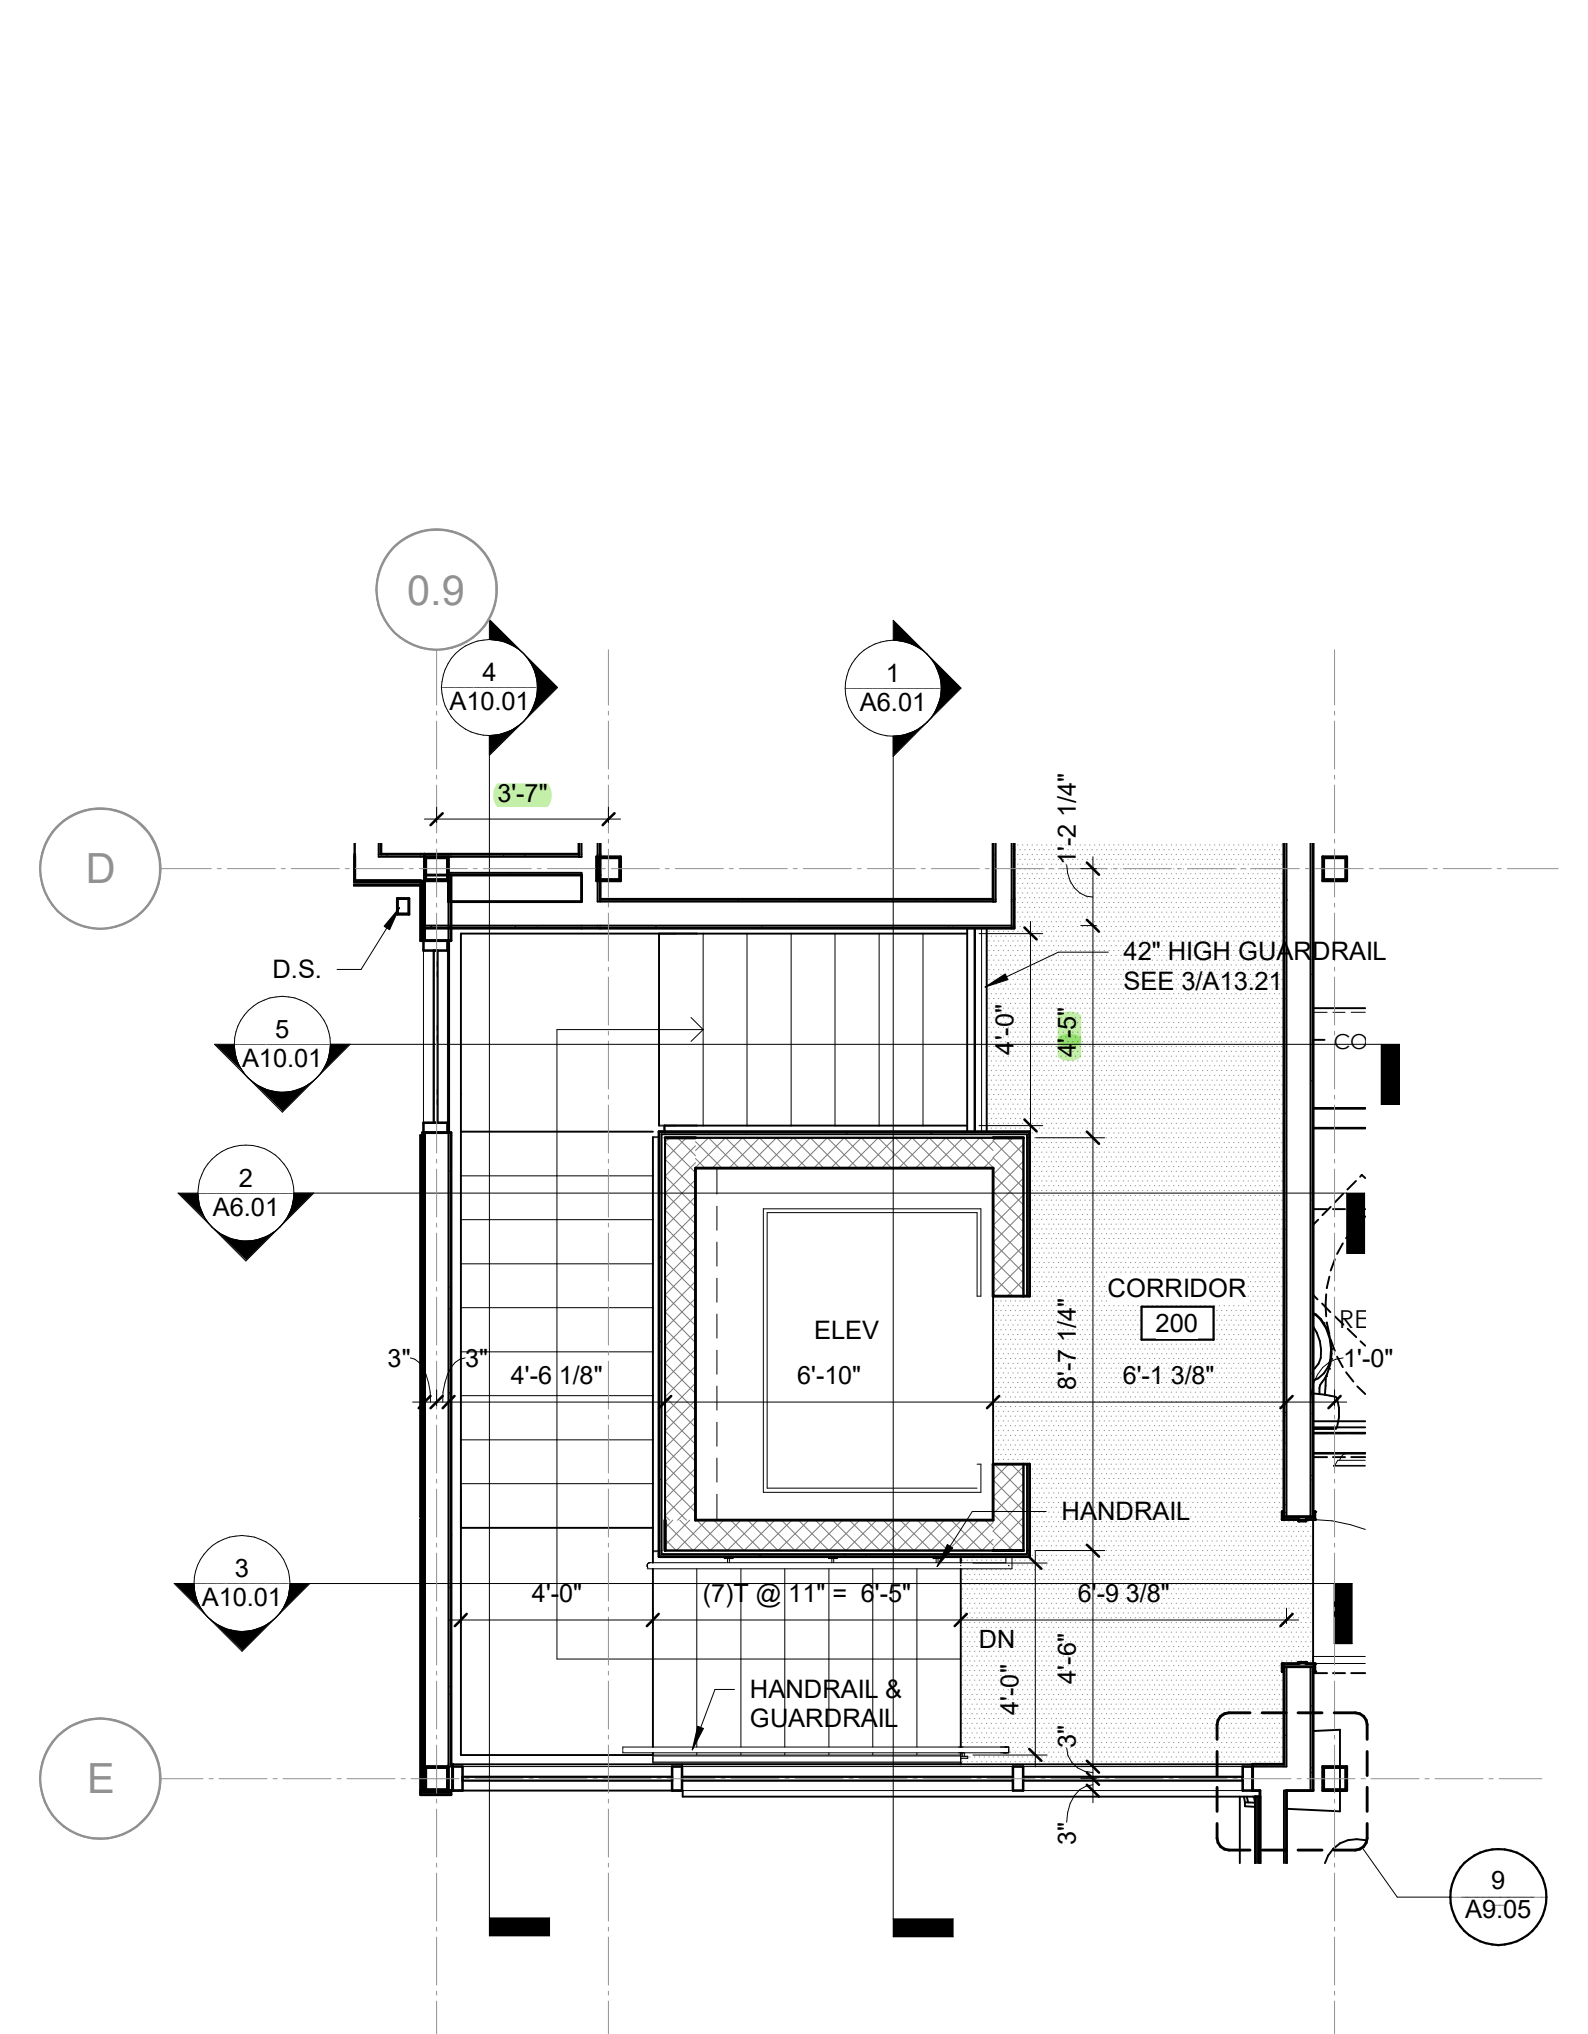 0.9
4
A10.01
1
A6.01
3'-7"
1'-2 1/4"
D
42" HIGH GUARDRAIL
SEE 3/A13.21
D.S.
4'-0"
4'-5"
5
A10.01
CO
2
A6.01
CORRIDOR
200
RE
ELEV
3"
3"
4'-6 1/8"
6'-10"
8'-7 1/4"
6'-1 3/8"
1'-0"
HANDRAIL
3
A10.01
4'-0"
(7)T @ 11" = 6'-5"
6'-9 3/8"
DN
4'-0"
4'-6"
HANDRAIL &
GUARDRAIL
3"
E
3"
9
A9.05